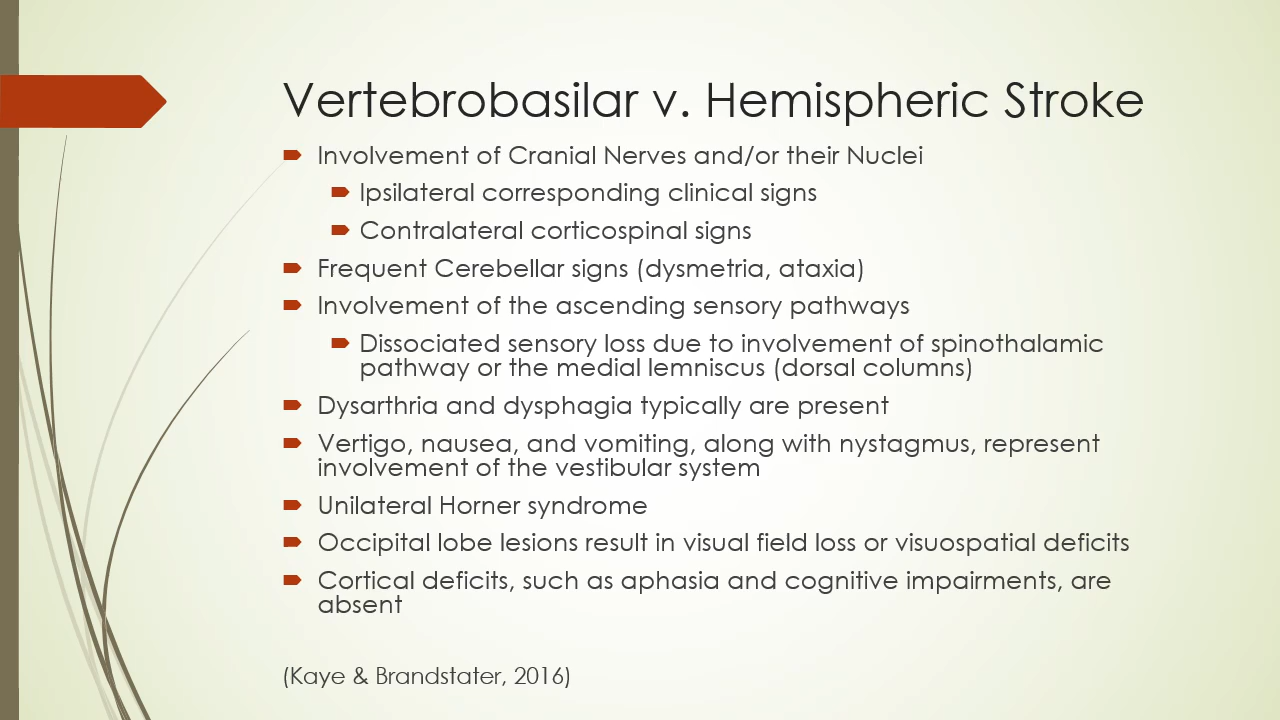 Vertebrobasilar v. Hemispheric Stroke
Involvement of Cranial Nerves and/or their Nuclei
Ipsilateral corresponding clinical signs
Contralateral corticospinal signs
Frequent Cerebellar signs (dysmetria, ataxia)
Involvement of the ascending sensory pathways
Dissociated sensory loss due to involvement of spinothalamic
pathway or the medial lemniscus (dorsal columns)
Dysarthria and dysphagia typically are present
Vertigo, nausea, and vomiting, along with nystagmus, represent
involvement of the vestibular system
Unilateral Horner syndrome
Occipital lobe lesions result in visual field loss or visuospatial deficits
Cortical deficits, such as aphasia and cognitive impairments, are
absent
(Kaye & Brandstater, 2016)